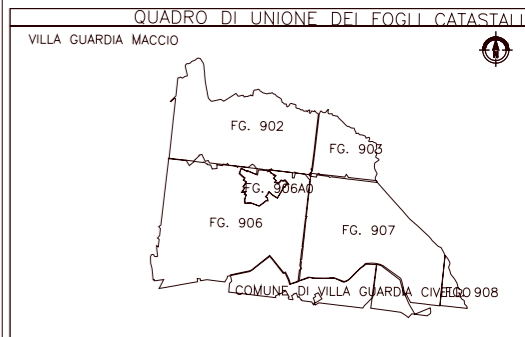 QUADRO DI UNIONE DEI FOGLI CATASTALI
VILLA GUARDIA MACCIO
FG. 902
FG. 903
FG. 906A0
FG. 906
FG. 907
COMUNE DI VILLA GUARDIA
FG. 908